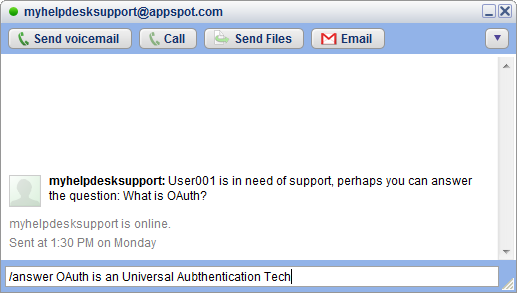 myhelpdesksupport@appspot.com
Send voicemail
Call
Send Files
Email
myhelpdesksupport: User001 is in need of support, perhaps you can answer
the question: What is OAuth?
myhelpdesksupport is online.
Sent at 1:30 PM on Monday
/answer OAuth is an Universal Aubthentication Tech